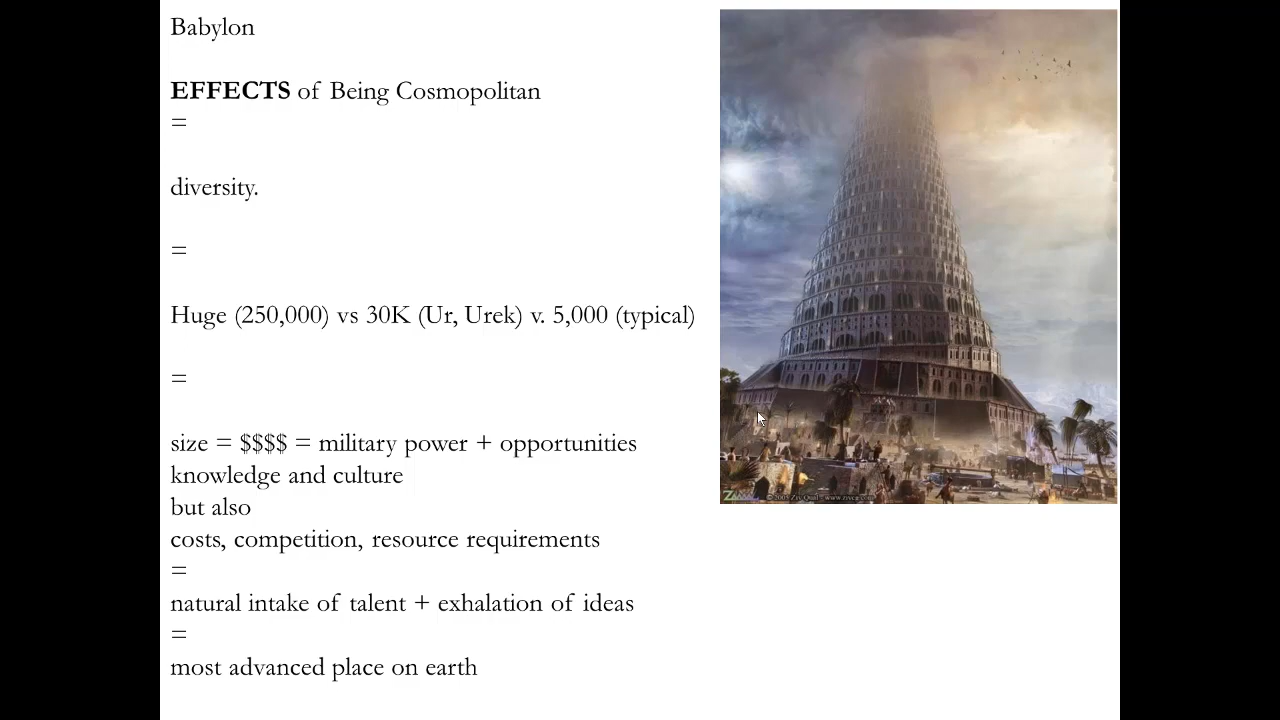 Babylon
EFFECTS of Being Cosmopolitan
=
diversity.
=
Huge (250,000) vs 30K (Ur, Urek) v. 5,000 (typical)
=
size = $$$$ = military power + opportunities
knowledge and culture
but also
costs, competition, resource requirements
=
natural intake of talent + exhalation of ideas
=
most advanced place on earth